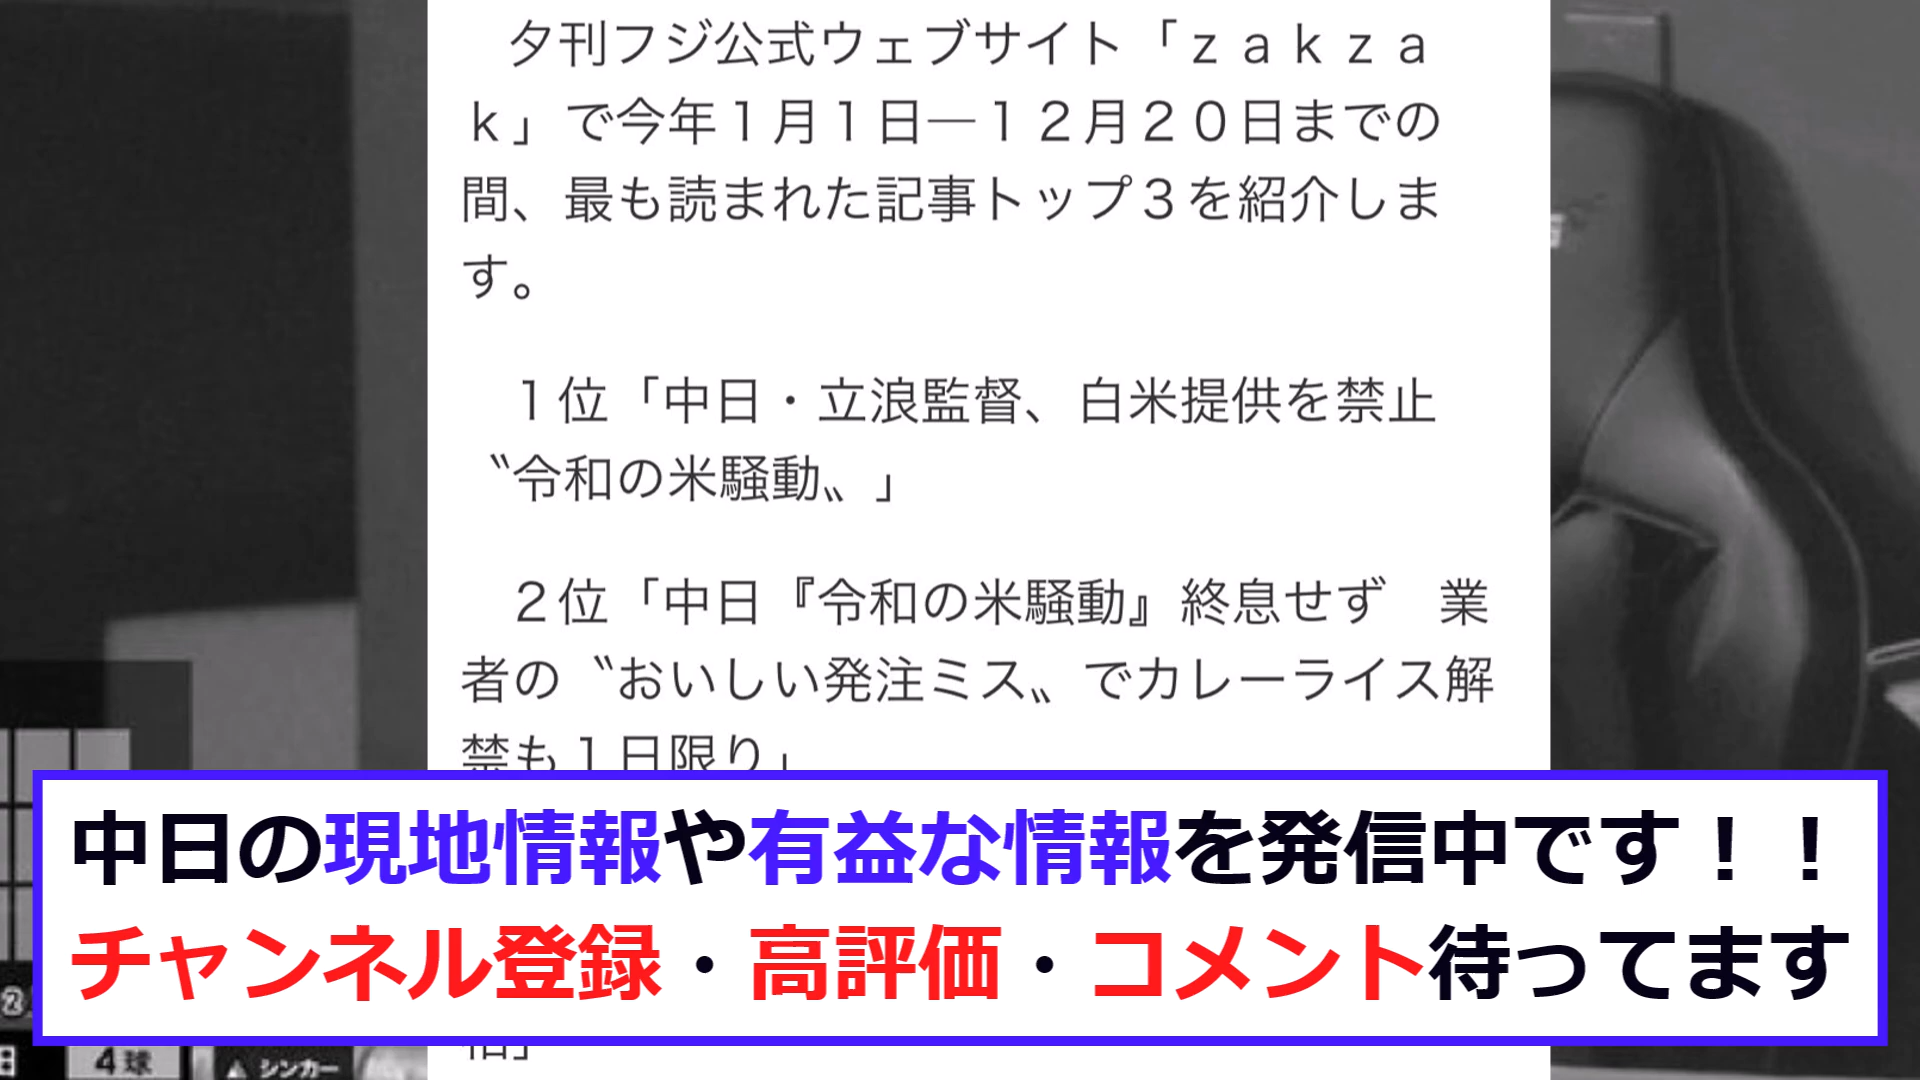 夕刊フジ公式ウェブサイト「ｚａｋｚａ
ｋ」で今年１月１日―１２月２０日までの
間、最も読まれた記事トップ３を紹介しま
す。
１位「中日・立浪監督、白米提供を禁止
〝令和の米騒動〟」
２位「中日『令和の米騒動』終息せず　業
者の〝おいしい発注ミス〟でカレーライス解
禁も１日限り」
中日の現地情報や有益な情報を発信中です！！
チャンネル登録・高評価・コメント待ってます
②
4球
▲ シンカー